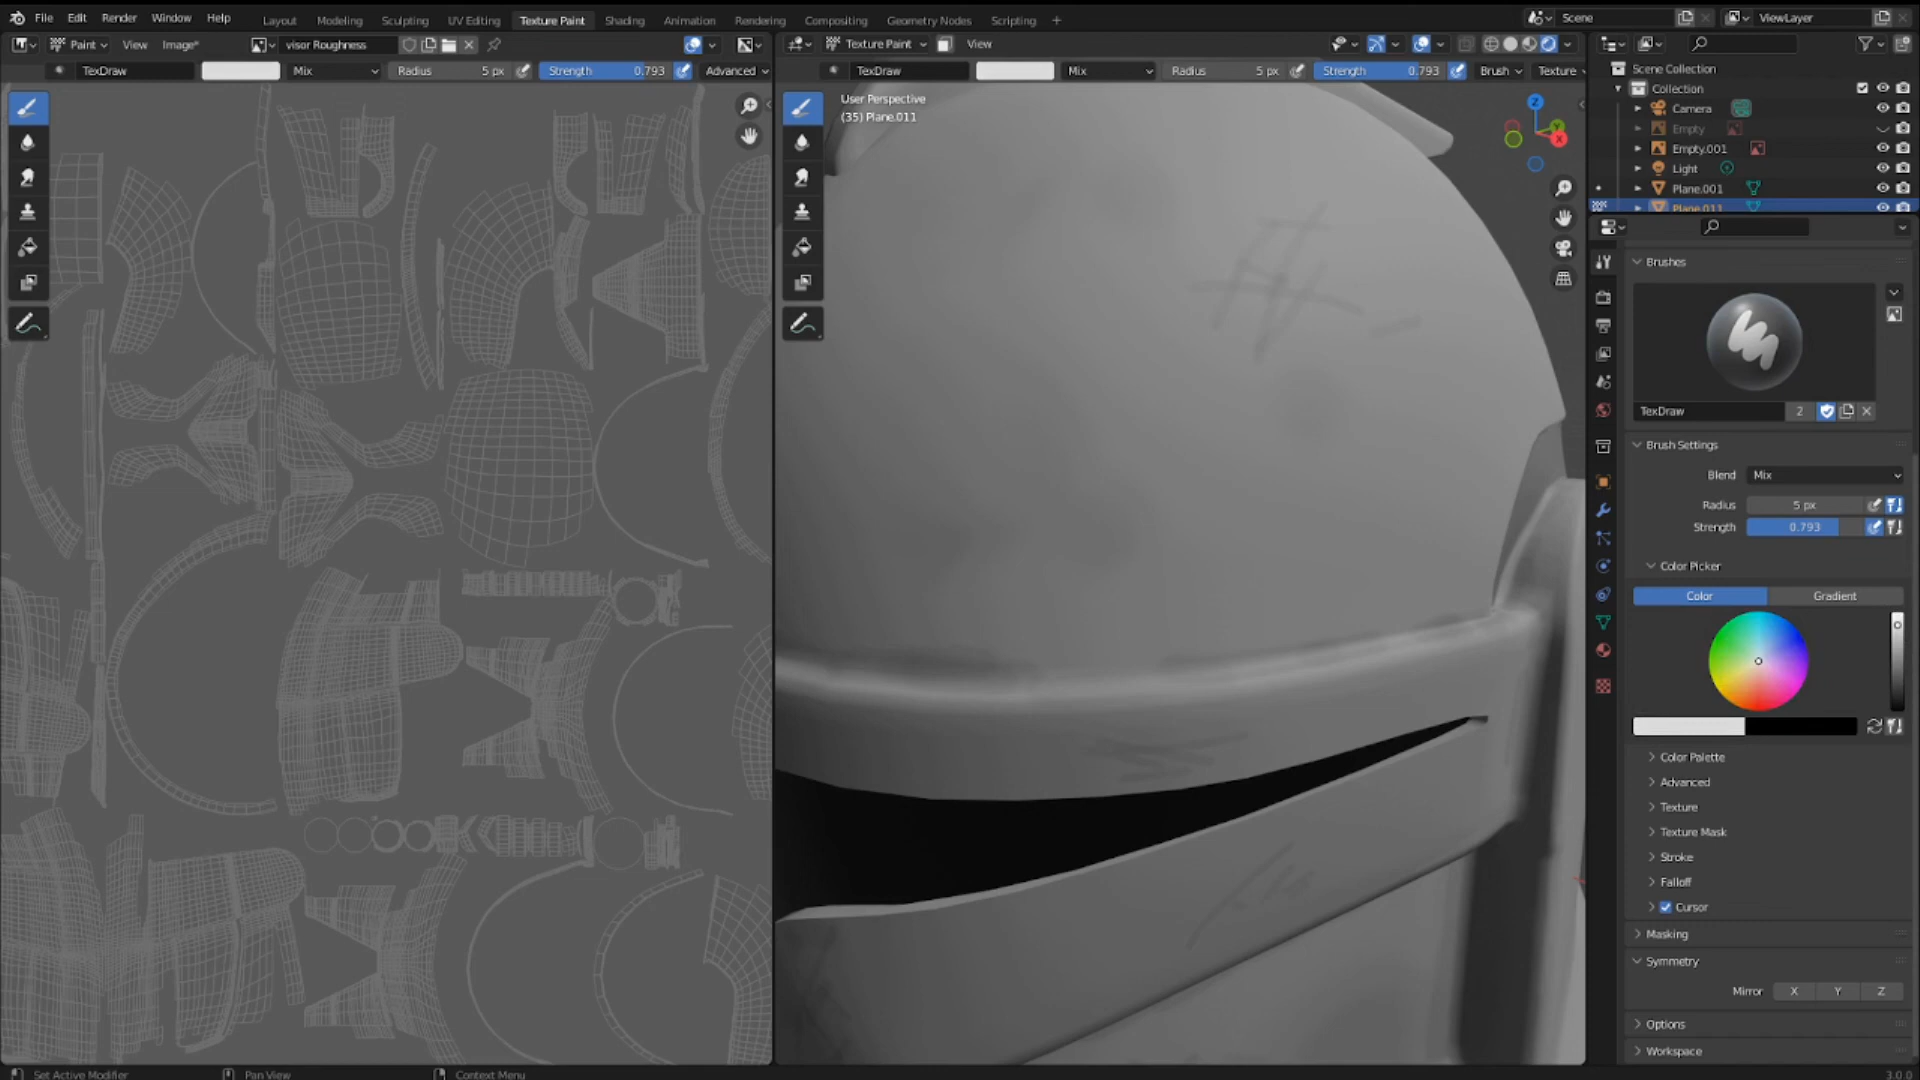 File Edit Render Window Help Layout Modeling Sculpting UV Editing Texture Paint Shading Animation Rendering Compositing Geometry Nodes Scripting + Scene ViewLayer
Paint View Image* visor Roughness Texture Paint View
TexDraw Mix Radius 5 px Strength 0.793 Advanced TexDraw Mix Radius 5 px Strength 0.793 Brush Texture
User Perspective
(35) Plane.011
Z
Y
X
Scene Collection
Collection
Camera
Empty
Empty.001
Light
Plane.001
Plane.011
Brushes
TexDraw 2
Brush Settings
Blend Mix
Radius 5 px
Strength 0.793
Color Picker
Color Gradient
Color Palette
Advanced
Texture
Texture Mask
Stroke
Falloff
Cursor
Masking
Symmetry
Mirror X Y Z
Options
Workspace
Set Active Modifier Pan View Context Menu 3.0.0